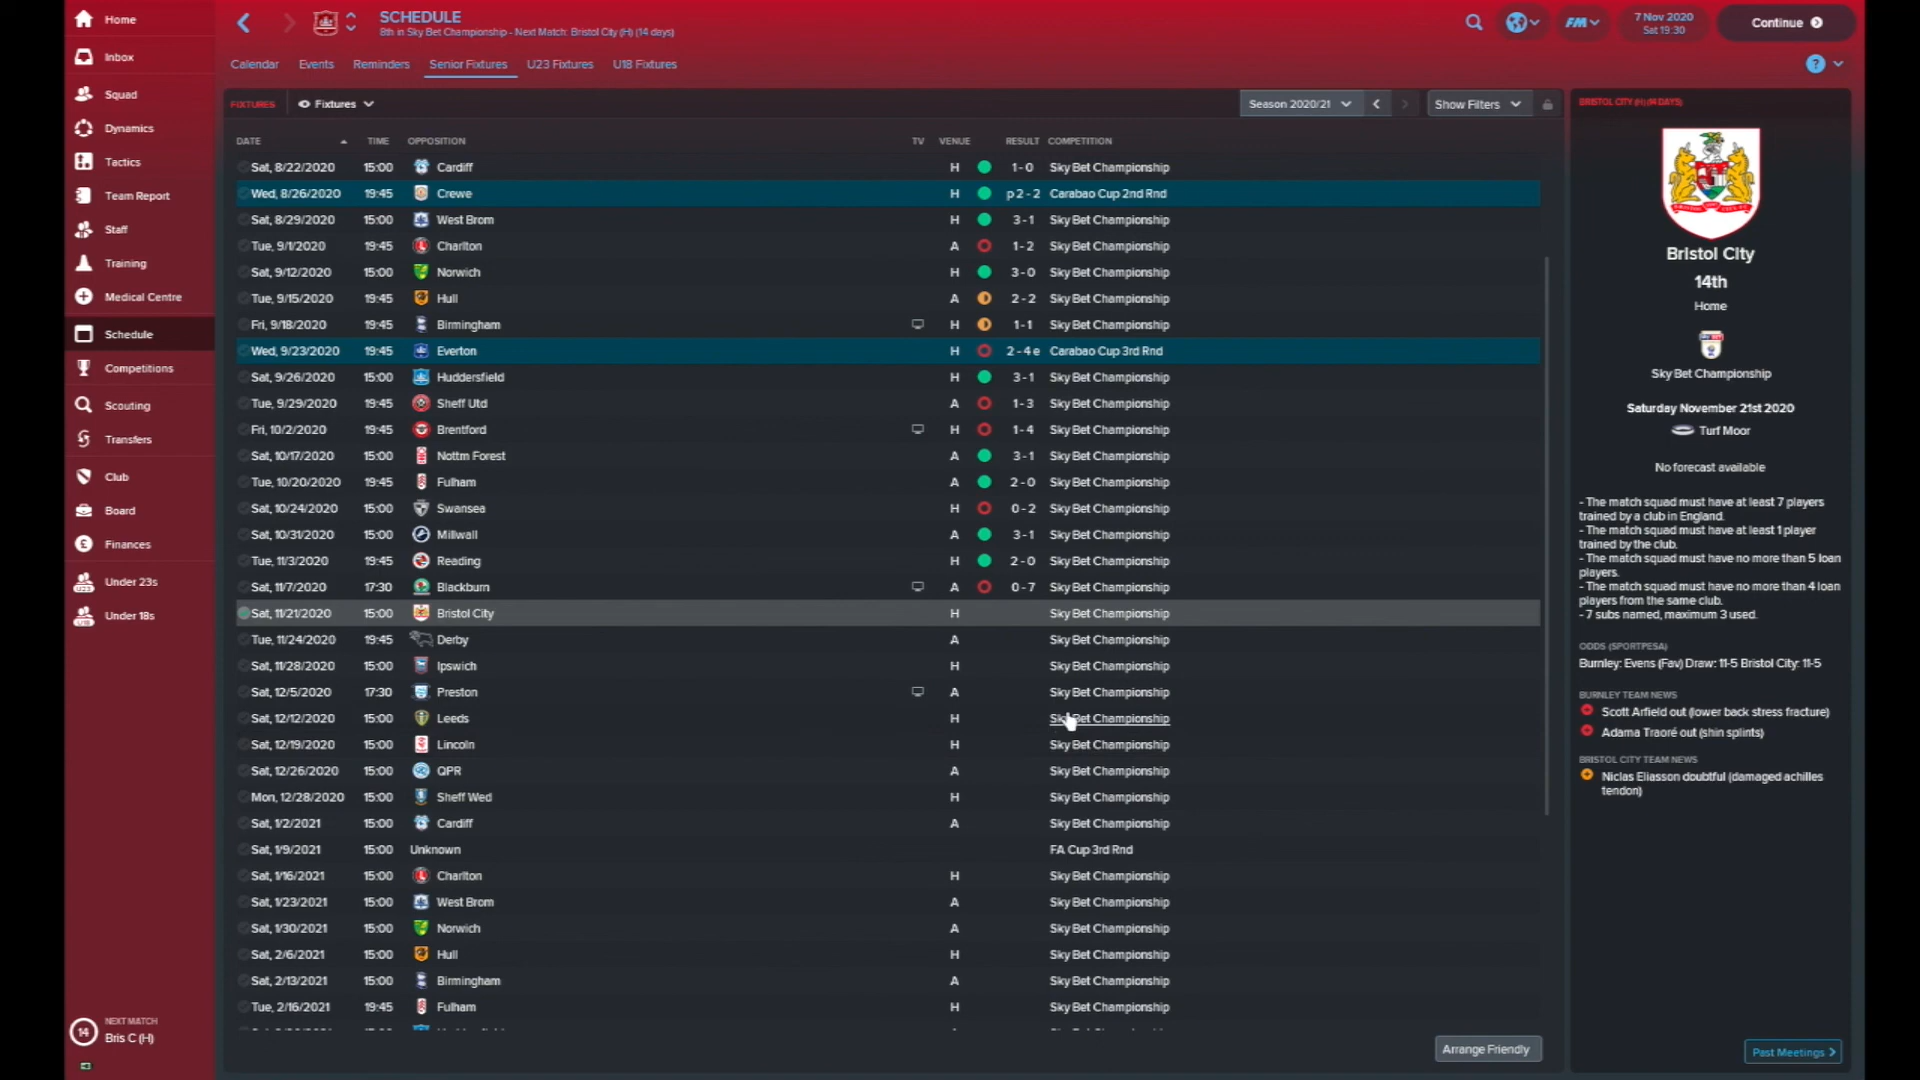 Home
Inbox
Squad
Dynamics
Tactics
Team Report
Staff
Training
Medical Centre
Schedule
Competitions
Scouting
Transfers
Club
Board
Finances
Under 23s
Under 18s
NEXT MATCH
14 Bris C (H)
SCHEDULE
8th in Sky Bet Championship - Next Match: Bristol City (H) (14 days)
FM
7 Nov 2020
Sat 19:30
Continue
Calendar Events Reminders Senior Fixtures U23 Fixtures U18 Fixtures
FIXTURES Fixtures Season 2020/21 Show Filters
DATE TIME OPPOSITION TV VENUE RESULT COMPETITION
Sat, 8/22/2020 15:00 Cardiff H 1-0 Sky Bet Championship
Wed, 8/26/2020 19:45 Crewe H p 2-2 Carabao Cup 2nd Rnd
Sat, 8/29/2020 15:00 West Brom H 3-1 Sky Bet Championship
Tue, 9/1/2020 19:45 Charlton A 1-2 Sky Bet Championship
Sat, 9/12/2020 15:00 Norwich H 3-0 Sky Bet Championship
Tue, 9/15/2020 19:45 Hull A 2-2 Sky Bet Championship
Fri, 9/18/2020 19:45 Birmingham H 1-1 Sky Bet Championship
Wed, 9/23/2020 19:45 Everton H 2-4 e Carabao Cup 3rd Rnd
Sat, 9/26/2020 15:00 Huddersfield H 3-1 Sky Bet Championship
Tue, 9/29/2020 19:45 Sheff Utd A 1-3 Sky Bet Championship
Fri, 10/2/2020 19:45 Brentford H 1-4 Sky Bet Championship
Sat, 10/17/2020 15:00 Nottm Forest A 3-1 Sky Bet Championship
Tue, 10/20/2020 19:45 Fulham A 2-0 Sky Bet Championship
Sat, 10/24/2020 15:00 Swansea H 0-2 Sky Bet Championship
Sat, 10/31/2020 15:00 Millwall A 3-1 Sky Bet Championship
Tue, 11/3/2020 19:45 Reading H 2-0 Sky Bet Championship
Sat, 11/7/2020 17:30 Blackburn A 0-7 Sky Bet Championship
Sat, 11/21/2020 15:00 Bristol City H Sky Bet Championship
Tue, 11/24/2020 19:45 Derby A Sky Bet Championship
Sat, 11/28/2020 15:00 Ipswich H Sky Bet Championship
Sat, 12/5/2020 17:30 Preston A Sky Bet Championship
Sat, 12/12/2020 15:00 Leeds H Sky Bet Championship
Sat, 12/19/2020 15:00 Lincoln H Sky Bet Championship
Sat, 12/26/2020 15:00 QPR A Sky Bet Championship
Mon, 12/28/2020 15:00 Sheff Wed H Sky Bet Championship
Sat, 1/2/2021 15:00 Cardiff A Sky Bet Championship
Sat, 1/9/2021 15:00 Unknown FA Cup 3rd Rnd
Sat, 1/16/2021 15:00 Charlton H Sky Bet Championship
Sat, 1/23/2021 15:00 West Brom A Sky Bet Championship
Sat, 1/30/2021 15:00 Norwich A Sky Bet Championship
Sat, 2/6/2021 15:00 Hull H Sky Bet Championship
Sat, 2/13/2021 15:00 Birmingham A Sky Bet Championship
Tue, 2/16/2021 19:45 Fulham H Sky Bet Championship
Arrange Friendly
BRISTOL CITY (H) (14 DAYS)
Bristol City
14th
Home
Sky Bet Championship
Saturday November 21st 2020
Turf Moor
No forecast available
- The match squad must have at least 7 players
trained by a club in England.
- The match squad must have at least 1 player
trained by the club.
- The match squad must have no more than 5 loan
players.
- The match squad must have no more than 4 loan
players from the same club.
- 7 subs named, maximum 3 used.
ODDS (SPORTPESA)
Burnley: Evens (Fav) Draw: 11-5 Bristol City: 11-5
BURNLEY TEAM NEWS
Scott Arfield out (lower back stress fracture)
Adama Traoré out (shin splints)
BRISTOL CITY TEAM NEWS
Niclas Eliasson doubtful (damaged achilles
tendon)
Past Meetings